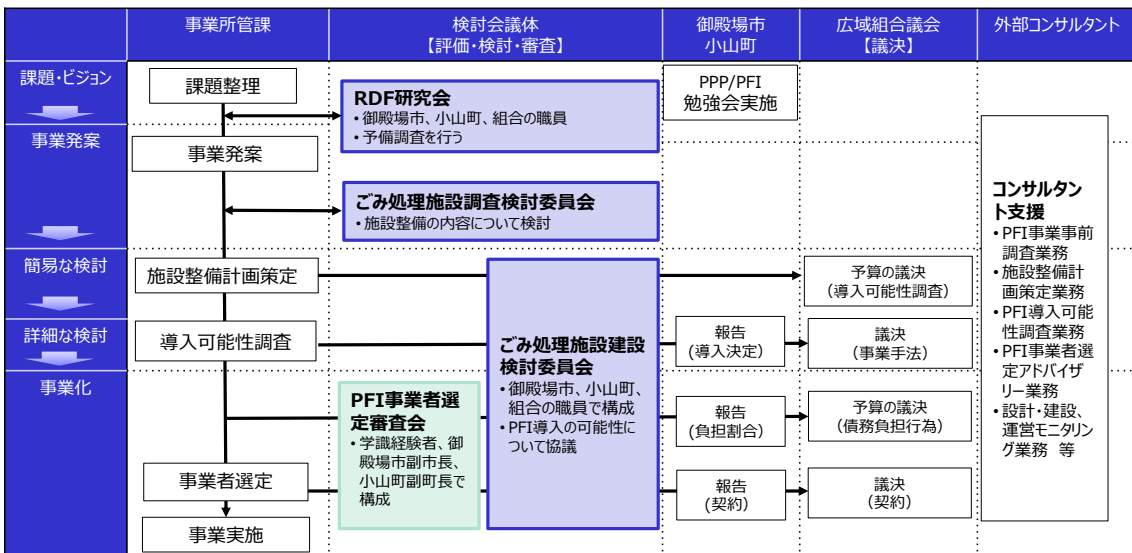 事業所管課
検討会議体
【評価・検討・審査】
御殿場市
小山町
広域組合議会
【議決】
外部コンサルタント
課題・ビジョン
課題整理
RDF研究会
・御殿場市、小山町、組合の職員
・予備調査を行う
PPP/PFI
勉強会実施
事業発案
事業発案
ごみ処理施設調査検討委員会
・施設整備の内容について検討
簡易な検討
施設整備計画策定
予算の議決
（導入可能性調査）
詳細な検討
導入可能性調査
ごみ処理施設建設
検討委員会
・御殿場市、小山町、
組合の職員で構成
・PFI導入の可能性に
ついて協議
報告
(導入決定)
議決
（事業手法）
事業化
PFI事業者選
定審査会
・学識経験者、御
殿場市副市長、
小山町副町長で
構成
報告
(負担割合)
予算の議決
（債務負担行為）
事業者選定
報告
(契約)
議決
（契約）
事業実施
コンサルタン
ト支援
・PFI事業事前
調査業務
・施設整備計
画策定業務
・PFI導入可能
性調査業務
・PFI事業者選
定アドバイザ
リー業務
・設計・建設、
運営モニタリン
グ業務 等